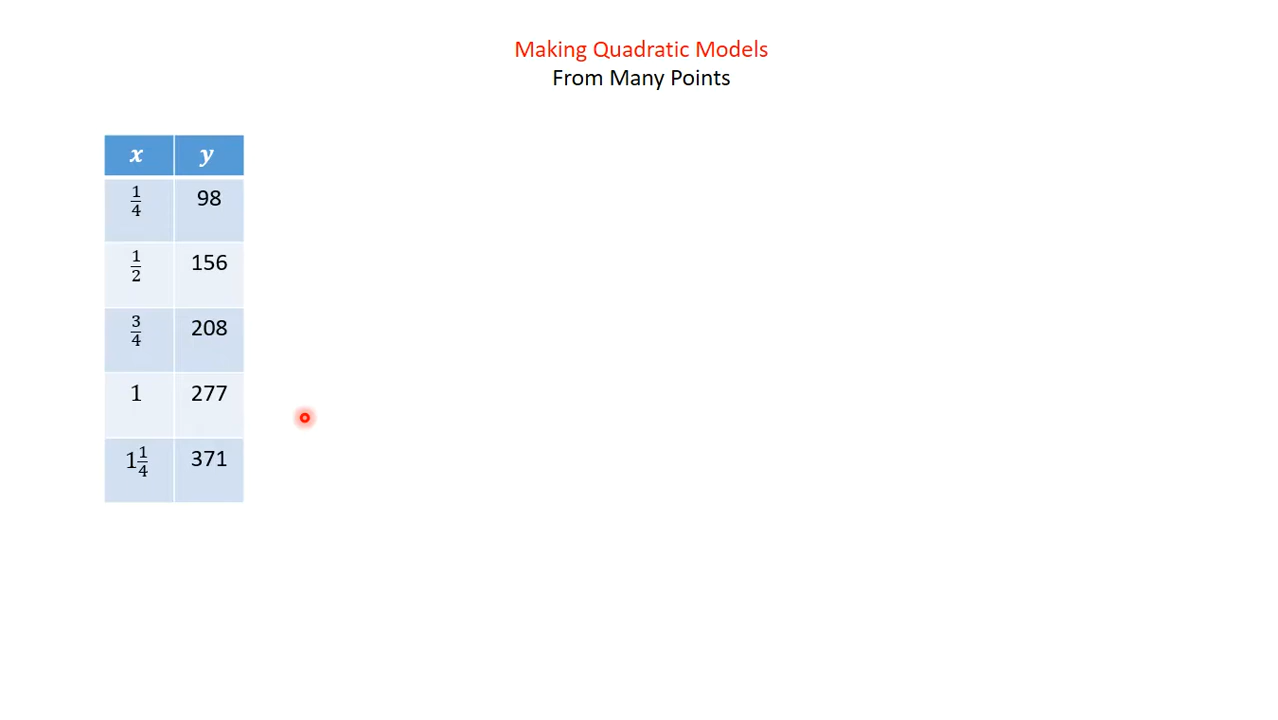 Making Quadratic Models
From Many Points
x y
1/4 98
1/2 156
3/4 208
1 277
1 1/4 371